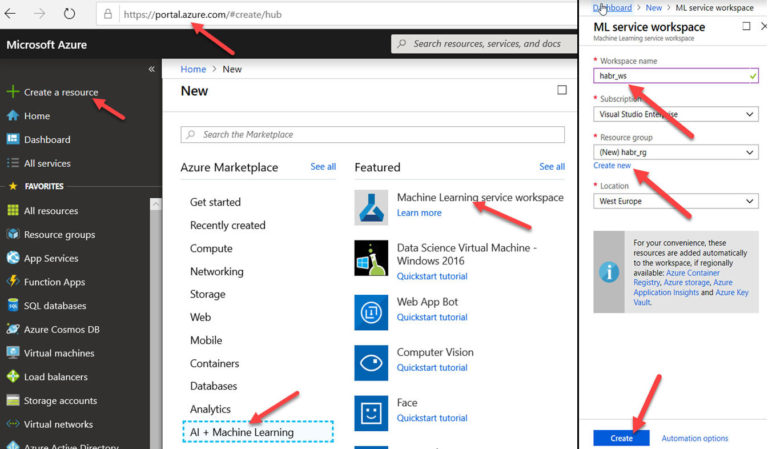 https://portal.azure.com/#create/hub
Microsoft Azure
Search resources, services, and docs
Create a resource
Home
Dashboard
All services
FAVORITES
All resources
Resource groups
App Services
Function Apps
SQL databases
Azure Cosmos DB
Virtual machines
Load balancers
Storage accounts
Virtual networks
Azure Active Directory
Home > New
New
Search the Marketplace
Azure Marketplace
See all
Get started
Recently created
Compute
Networking
Storage
Web
Mobile
Containers
Databases
Analytics
AI + Machine Learning
Featured
See all
Machine Learning service workspace
Learn more
Data Science Virtual Machine -
Windows 2016
Quickstart tutorial
Web App Bot
Quickstart tutorial
Computer Vision
Quickstart tutorial
Face
Quickstart tutorial
Dashboard > New > ML service workspace
ML service workspace
Machine Learning service workspace
* Workspace name
habr_ws
* Subscription
Visual Studio Enterprise
* Resource group
(New) habr_rg
Create new
* Location
West Europe
For your convenience, these
resources are added automatically
to the workspace, if regionally
available: Azure Container
Registry, Azure storage, Azure
Application Insights and Azure Key
Vault.
Create
Automation options